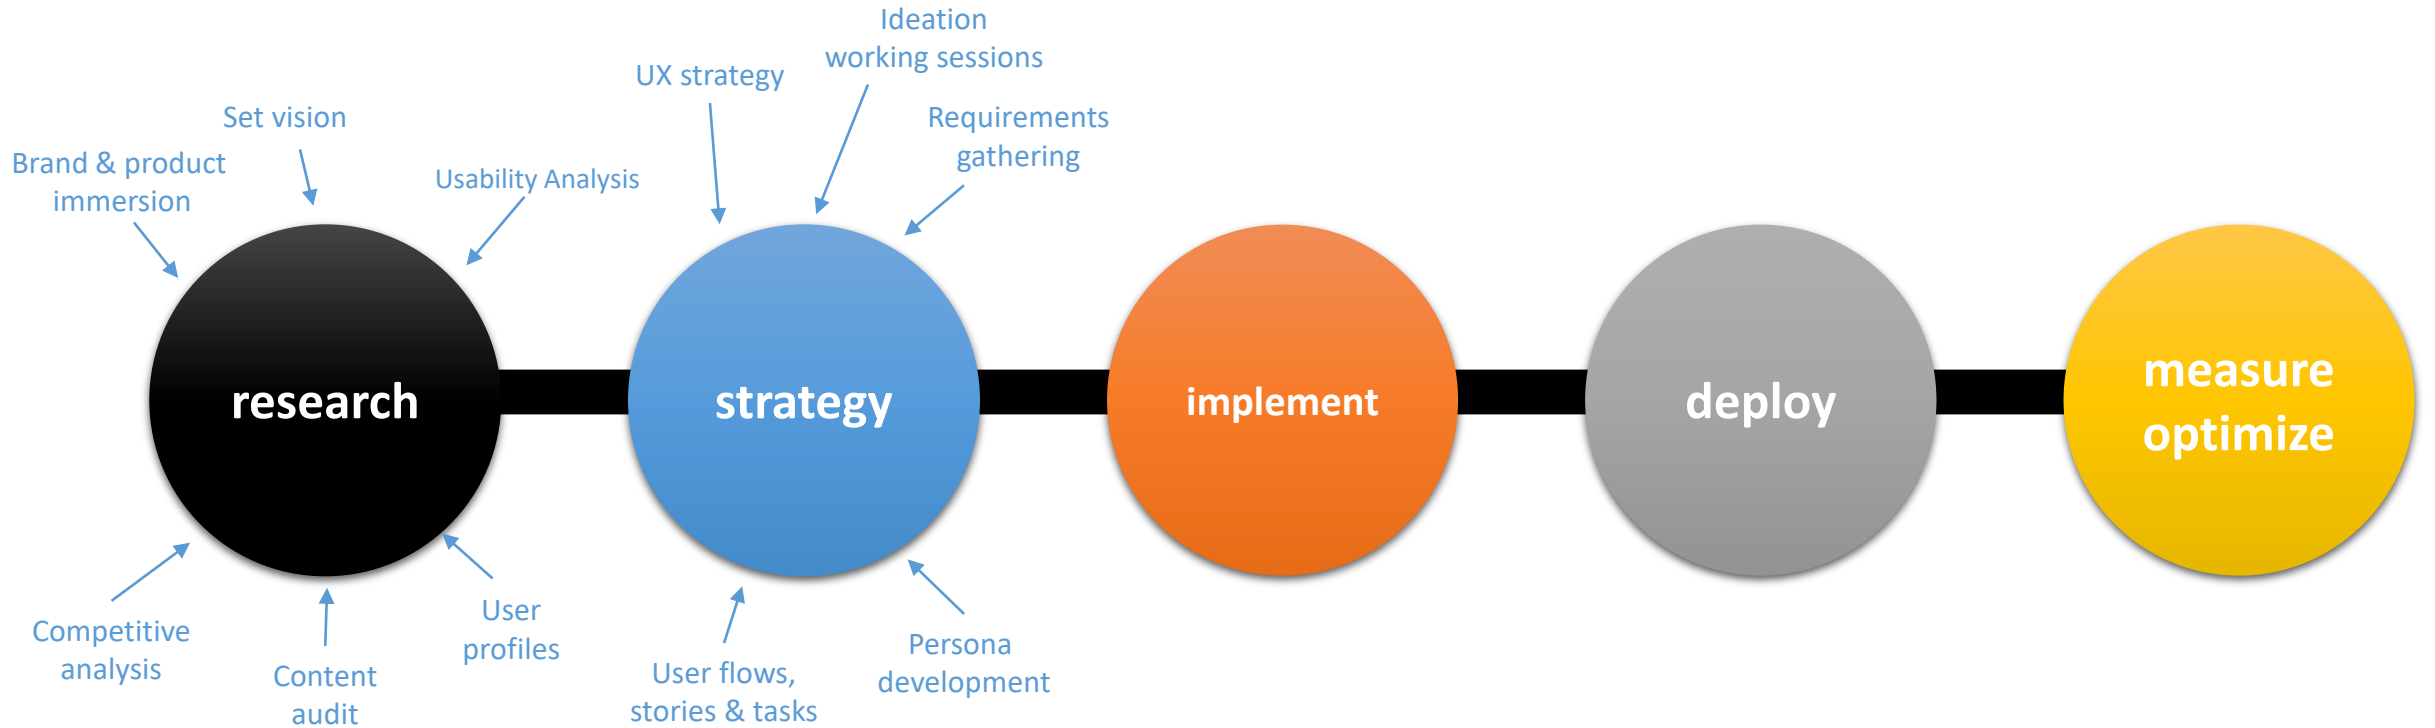 Ideation
working sessions
UX strategy
Requirements
gathering
Set vision
Brand & product
immersion
Usability Analysis
research
strategy
implement
deploy
measure
optimize
Competitive
analysis
Content
audit
User
profiles
User flows,
stories & tasks
Persona
development